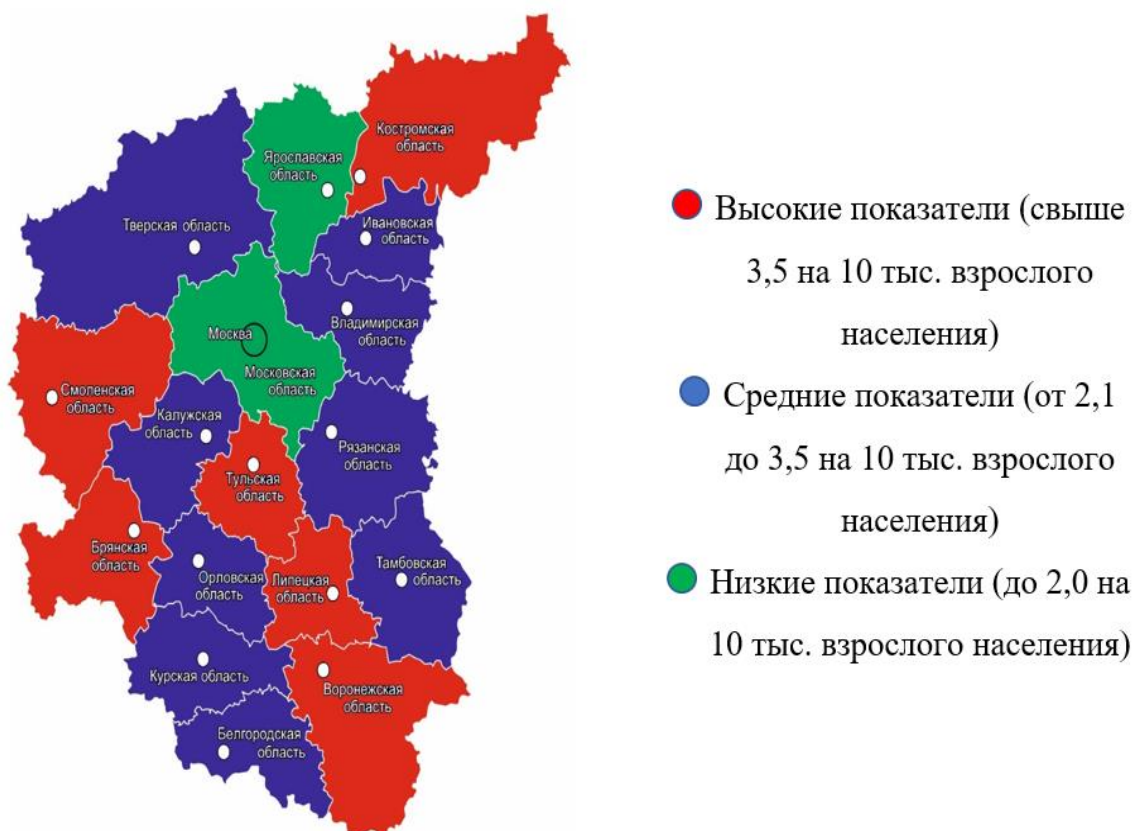 Костромская
область
Ярославская
область
Ивановская
область
Тверская область
Владимирская
область
Москва
Московская
область
Смоленская
область
Калужская
область
Рязанская
область
Тульская
область
Брянская
область
Орловская
область
Липецкая
область
Тамбовская
область
Курская область
Воронежская
область
Белгородская
область
Высокие показатели (свыше
3,5 на 10 тыс. взрослого
населения)
Средние показатели (от 2,1
до 3,5 на 10 тыс. взрослого
населения)
Низкие показатели (до 2,0 на
10 тыс. взрослого населения)